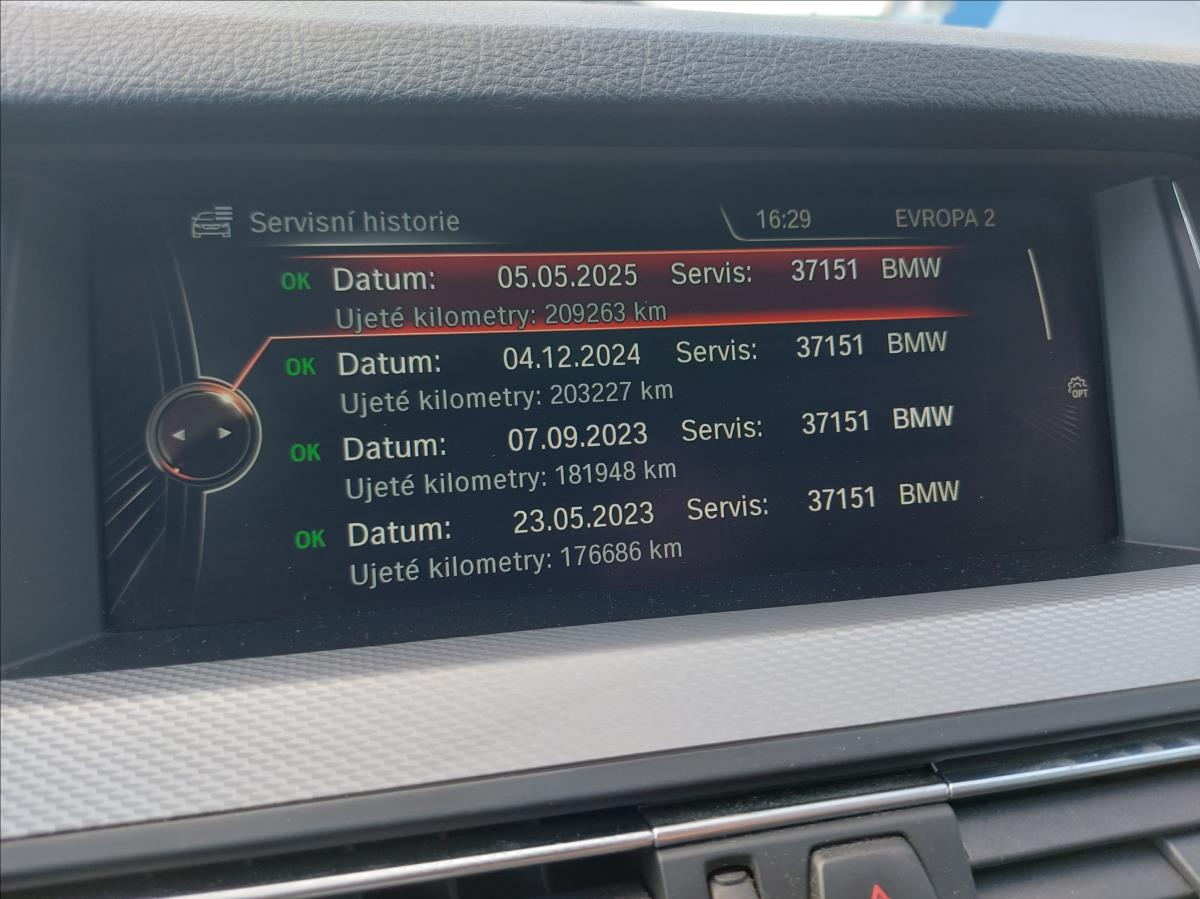 Servisní historie 16:29 EVROPA 2
OK Datum: 05.05.2025 Servis: 37151 BMW
Ujeté kilometry: 209263 km
OK Datum: 04.12.2024 Servis: 37151 BMW
Ujeté kilometry: 203227 km
OPT
OK Datum: 07.09.2023 Servis: 37151 BMW
Ujeté kilometry: 181948 km
OK Datum: 23.05.2023 Servis: 37151 BMW
Ujeté kilometry: 176686 km